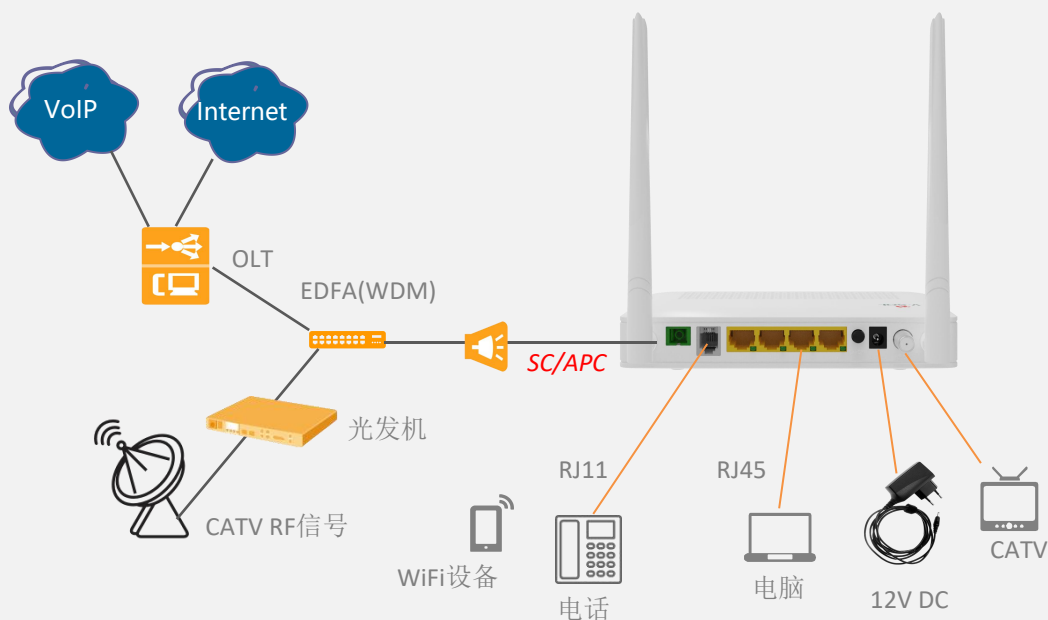 VoIP
Internet
OLT
EDFA(WDM)
SC/APC
光发机
RJ11
RJ45
CATV RF信号
WiFi设备
电话
电脑
12V DC
CATV